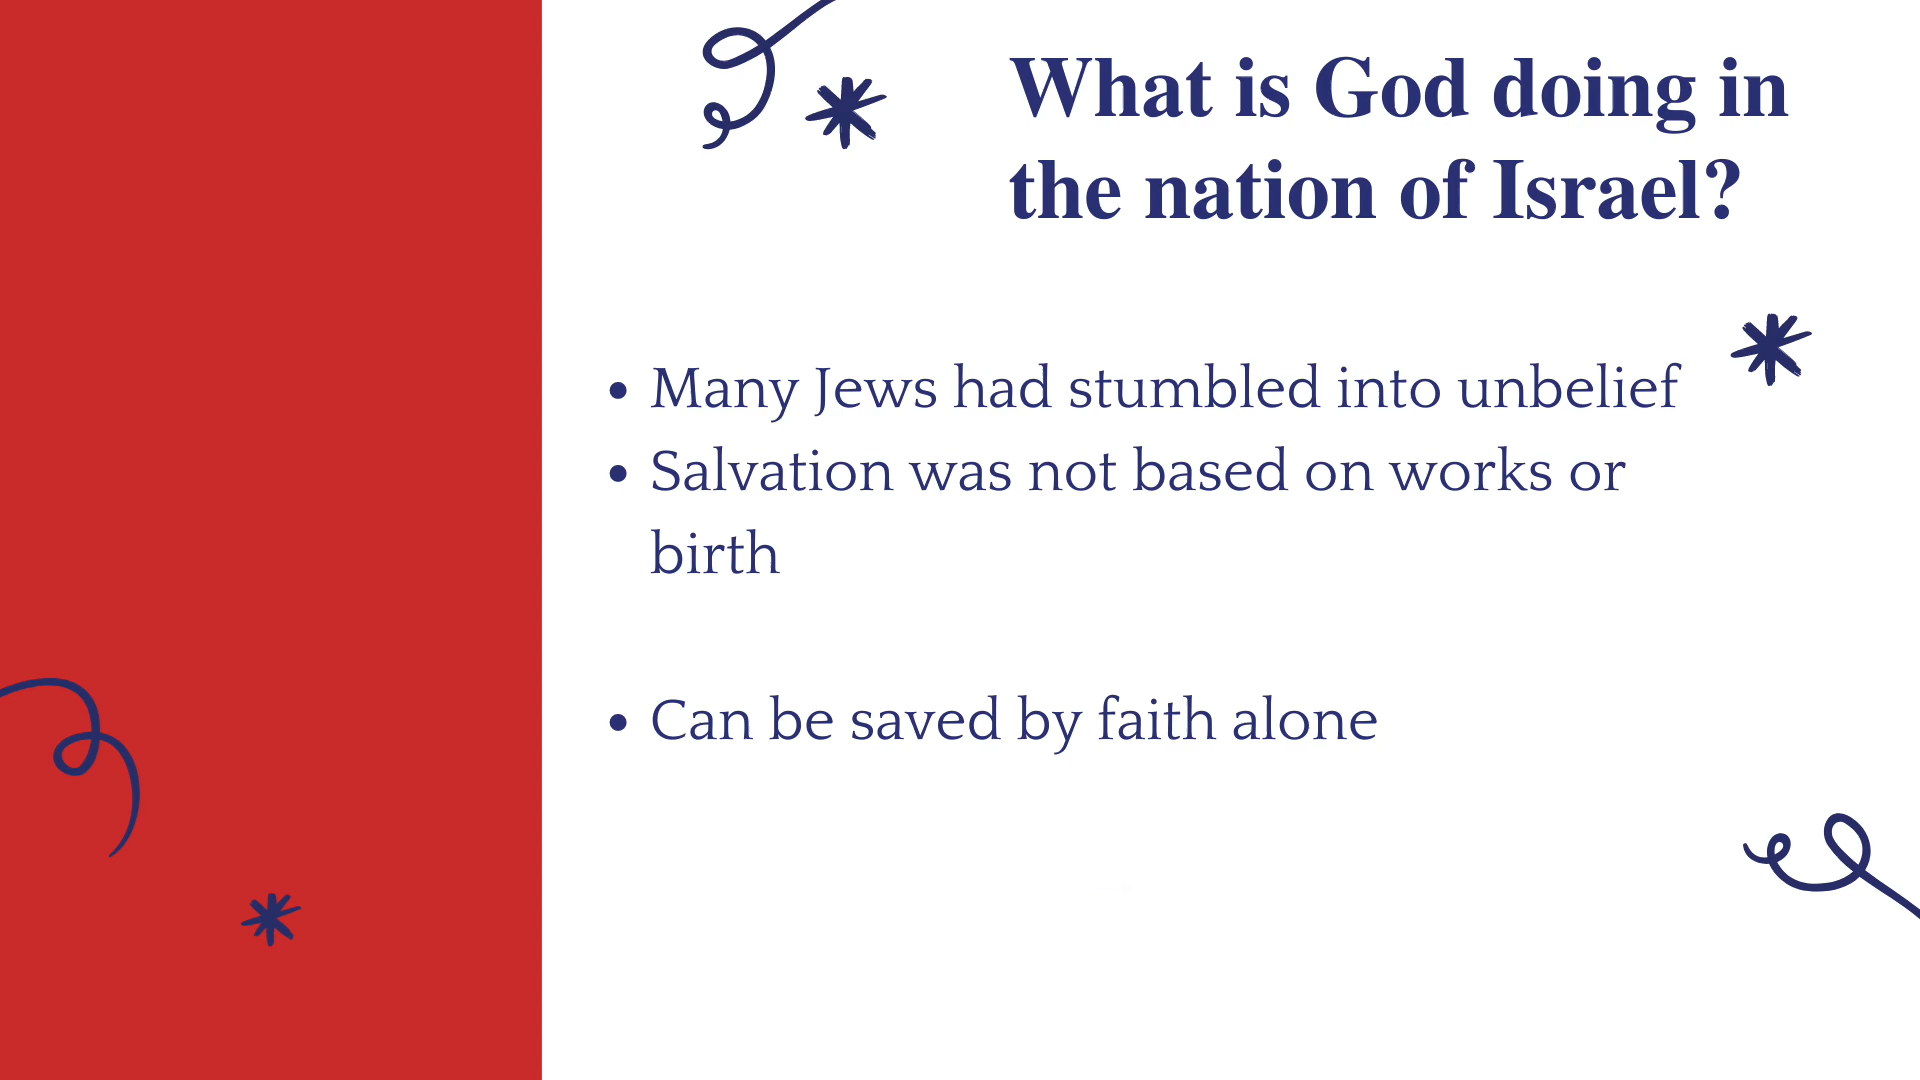 What is God doing in
the nation of Israel?
• Many Jews had stumbled into unbelief
• Salvation was not based on works or
birth
• Can be saved by faith alone